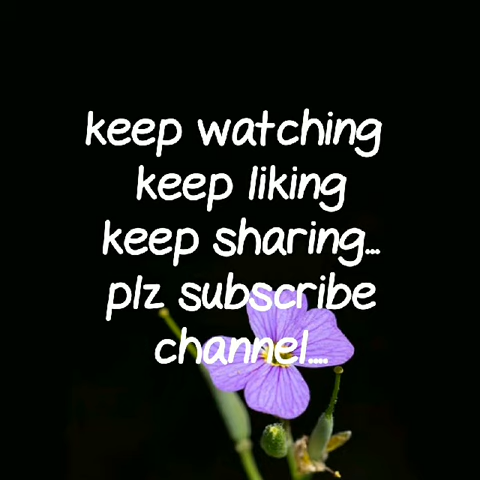 keep watching
keep liking
keep sharing...
plz subscribe
channel....